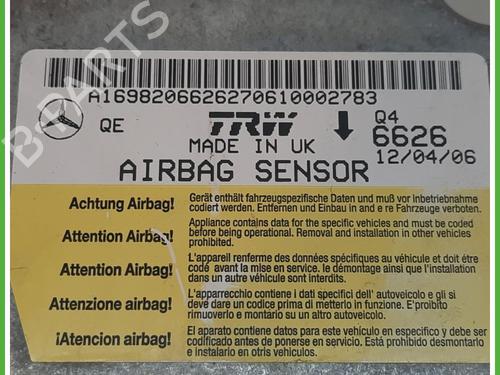 A1698206626270610002783
QE TRW Q4
MADE IN UK 6626
12/04/06
AIRBAG SENSOR
Achtung Airbag! Gerät enthält fahrzeugspezifische Daten und muß vor Inbetriebnahme
codiert werden. Entfernen und Einbau in and e re Fahrzeuge verboten.
Attention Airbag! Appliance contains data for the specific vehicles and must be coded
before being operational. Removal and installation in other vehicles
prohibited.
Attention Airbag! L'appareil renferme des données spécifiques au véhicule et doit être
codé avant la mise en service. le démontage ainsi que l'installation
dans un autre véhicule sont interdits.
Attenzione airbag! L'apparecchio contiene i dati specifici dell' autoveicolo e gli si
deve dare un codice prima di metterlo in funzione. E'proibito
rimuoverlo e montarlo su un altro autoveicolo.
¡Atencion airbag! El aparato contiene datos para este vehículo en especifico y debe ser
codificado antes de ponerse en servicio. Está prohibido desmontarlo
e instalarlo en otro vehículo.
B-PARTS